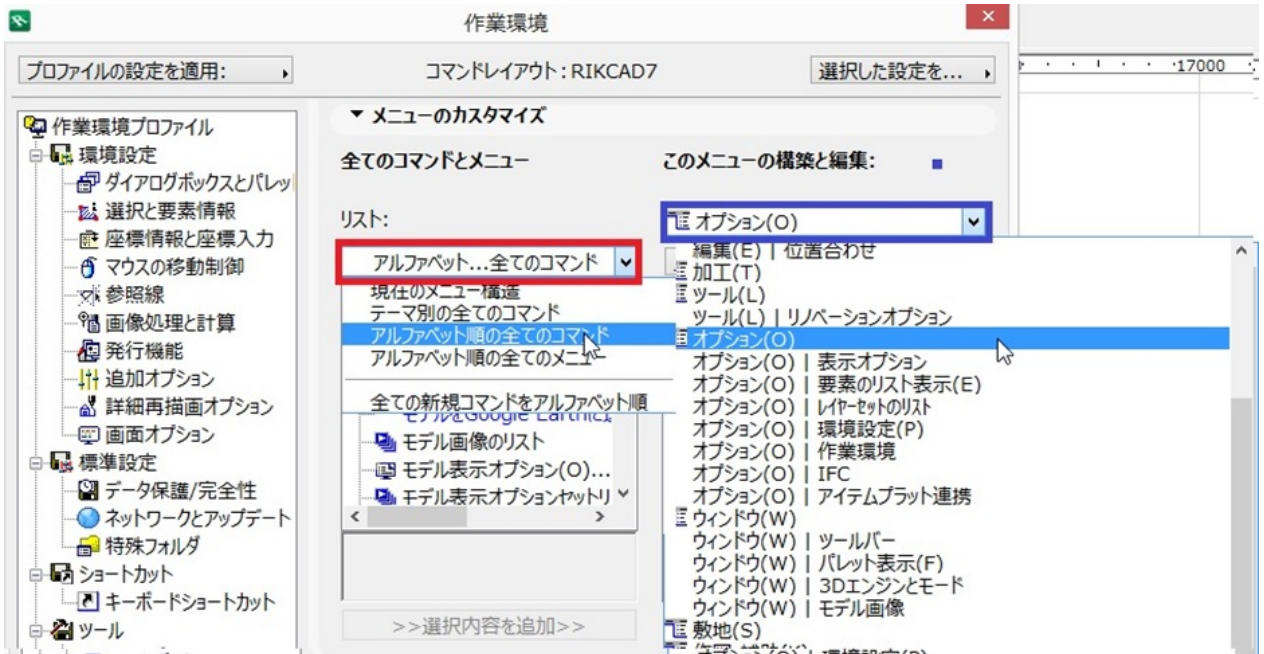 作業環境
プロファイルの設定を適用:
コマンドレイアウト:RIKCAD7
選択した設定を...
17000
作業環境プロファイル
環境設定
ダイアログボックスとパレッ
選択と要素情報
座標情報と座標入力
マウスの移動制御
参照線
画像処理と計算
発行機能
追加オプション
詳細再描画オプション
画面オプション
標準設定
データ保護/完全性
ネットワークとアップデート
特殊フォルダ
ショートカット
キーボードショートカット
ツール
メニューのカスタマイズ
全てのコマンドとメニュー
リスト:
アルファベット...全てのコマンド
現在のメニュー構造
テーマ別の全てのコマンド
アルファベット順の全てのコマンド
アルファベット順の全てのメニュー
全ての新規コマンドをアルファベット順
モデルをGoogle Earthに
モデル画像のリスト
モデル表示オプション(O)...
モデル表示オプションセットリ
>>選択内容を追加>>
このメニューの構築と編集:
オプション(O)
編集(E) | 位置合わせ
加工(T)
ツール(L)
ツール(L) | リノベーションオプション
オプション(O)
オプション(O) | 表示オプション
オプション(O) | 要素のリスト表示(E)
オプション(O) | レイヤーセットのリスト
オプション(O) | 環境設定(P)
オプション(O) | 作業環境
オプション(O) | IFC
オプション(O) | アイテムプラット連携
ウィンドウ(W)
ウィンドウ(W) | ツールバー
ウィンドウ(W) | パレット表示(F)
ウィンドウ(W) | 3Dエンジンとモード
ウィンドウ(W) | モデル画像
敷地(S)